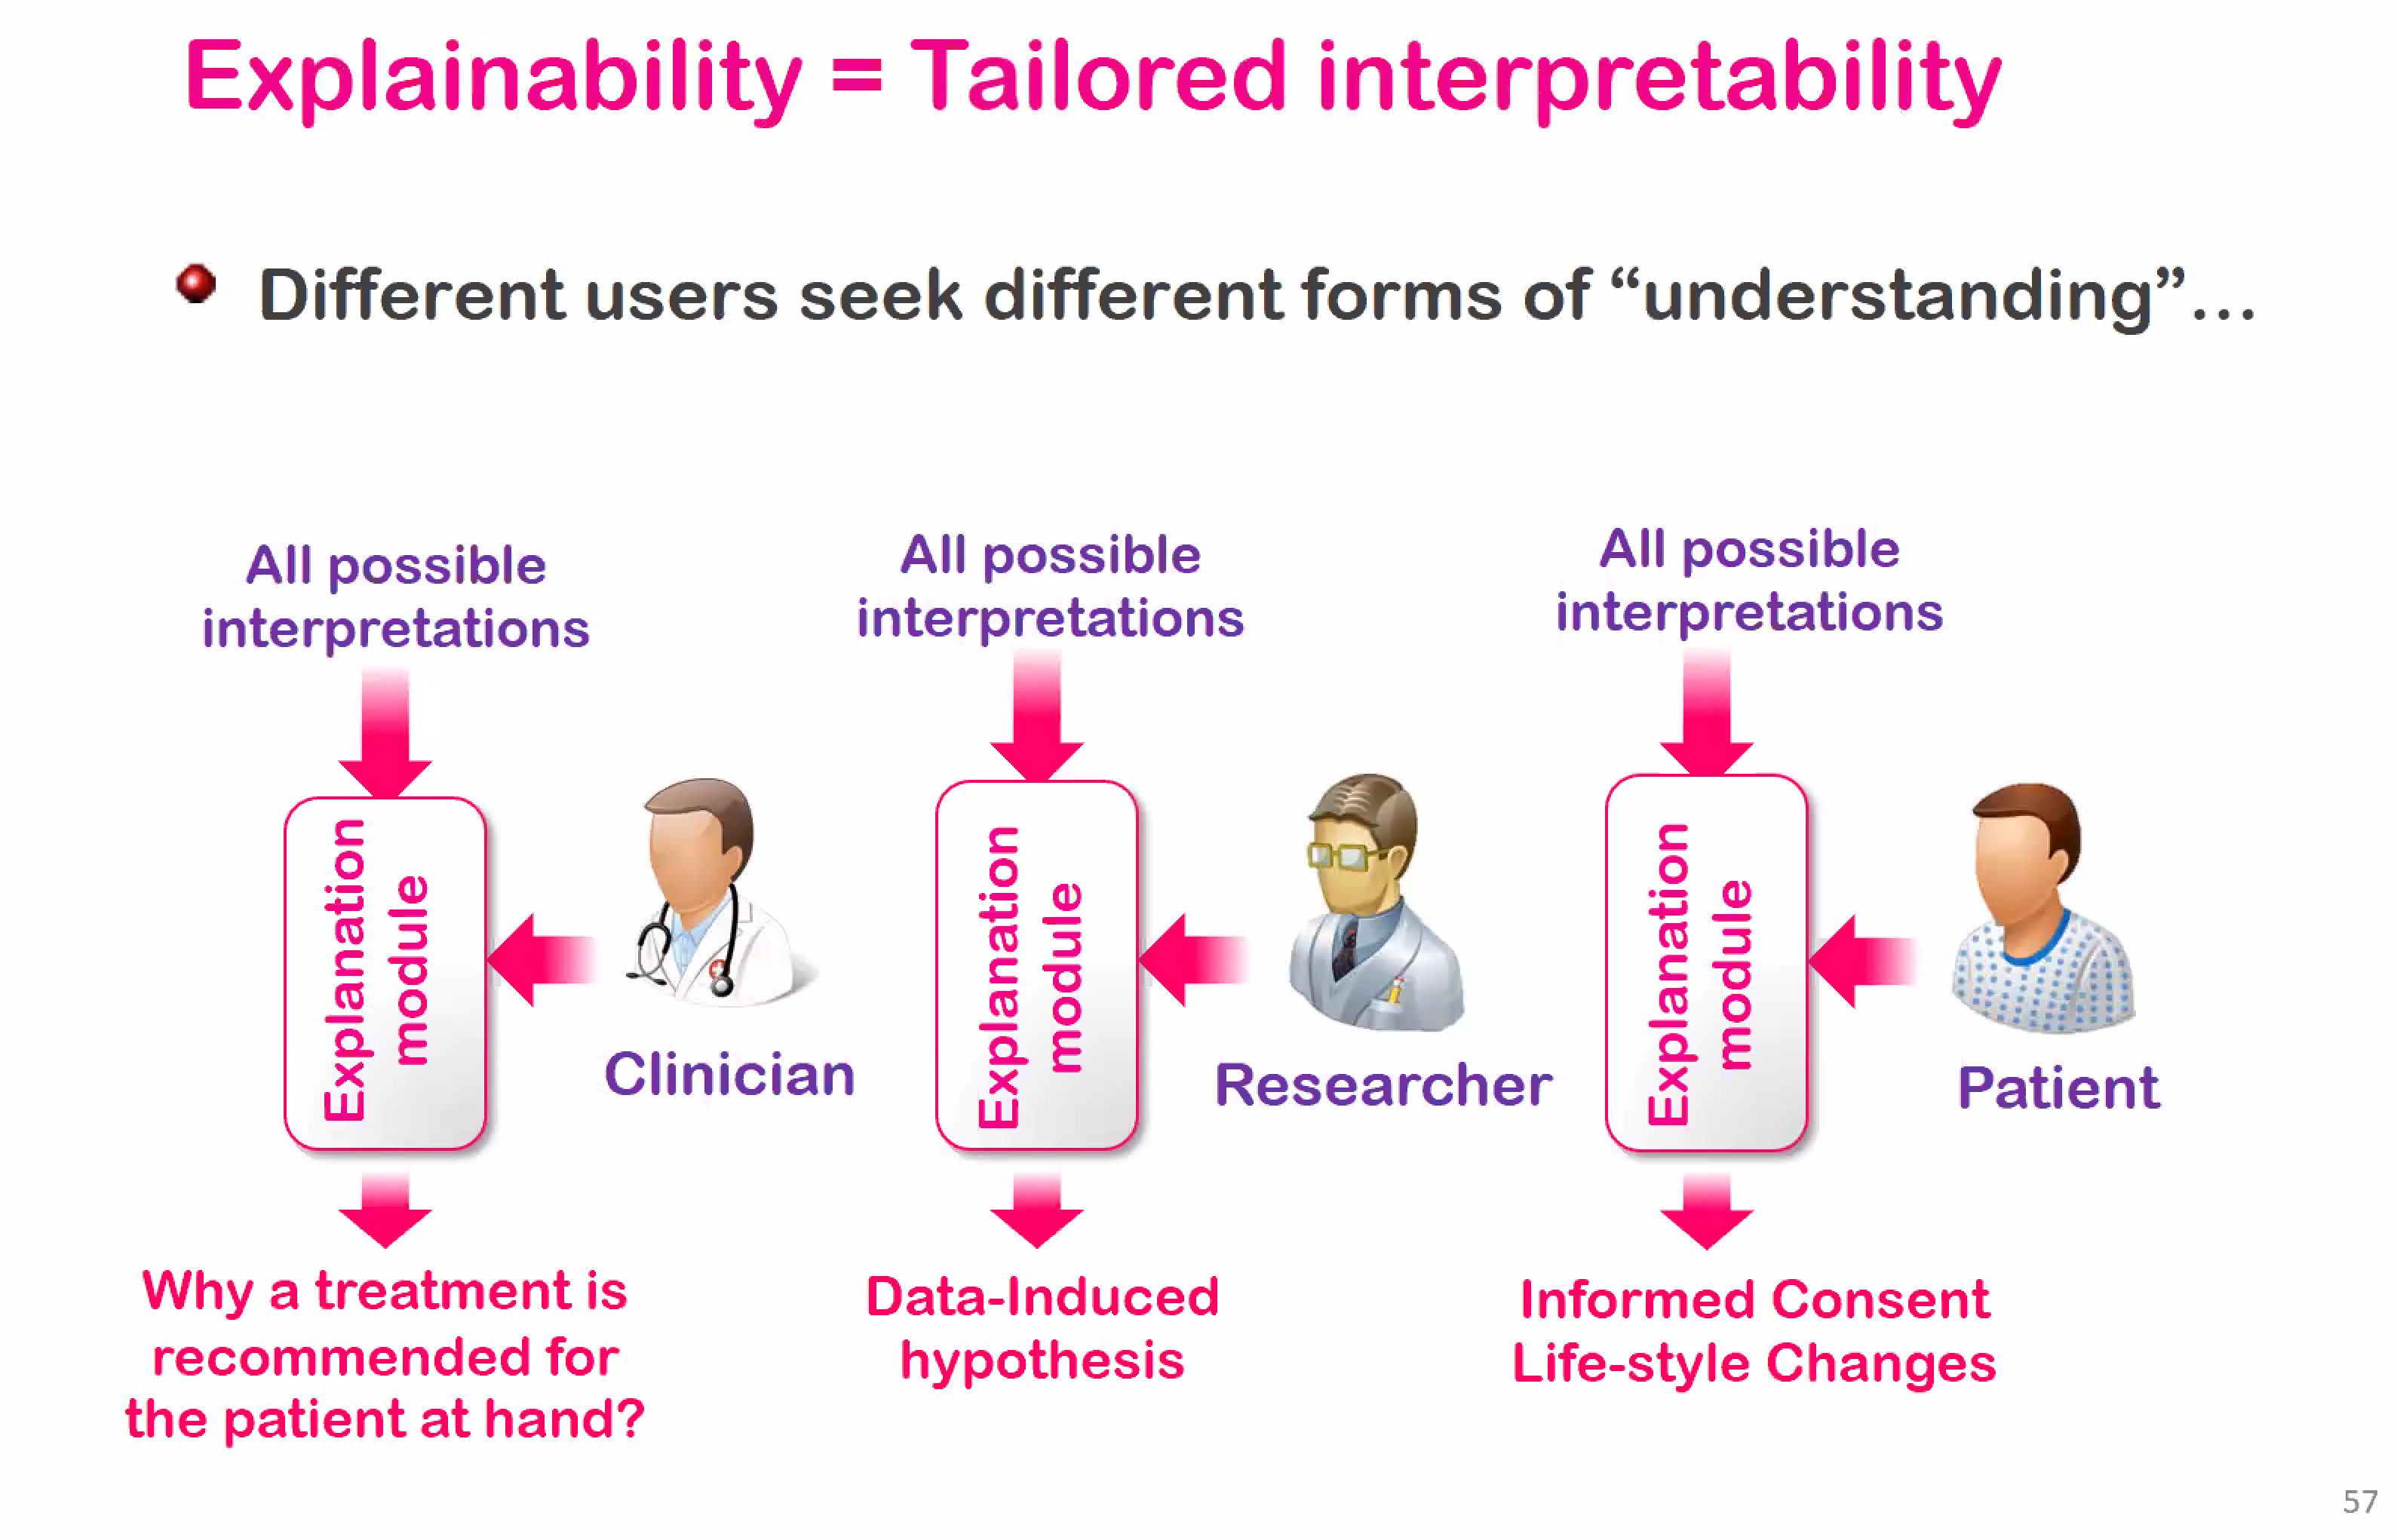 Explainability = Tailored interpretability
Different users seek different forms of “understanding”...
All possible
interpretations
Explanation
module
Clinician
Why a treatment is
recommended for
the patient at hand?
All possible
interpretations
Explanation
module
Researcher
Data-Induced
hypothesis
All possible
interpretations
Explanation
module
Patient
Informed Consent
Life-style Changes
57